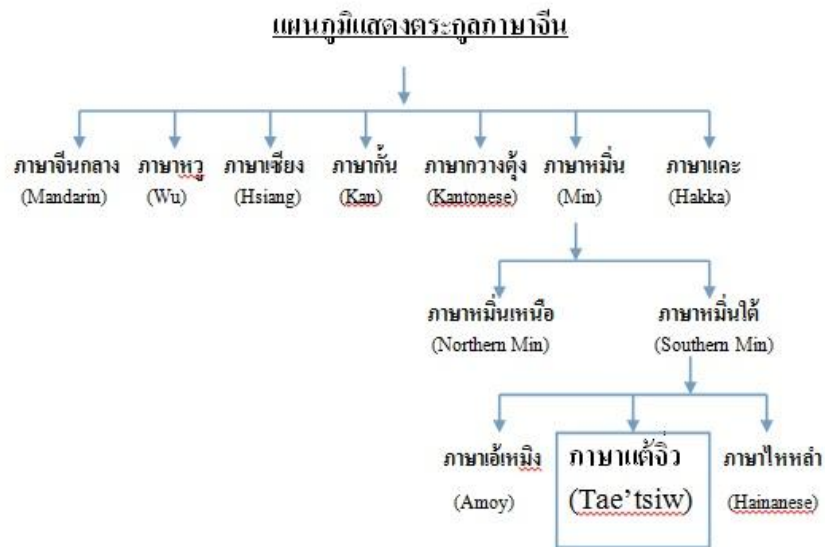 แผนภูมิแสดงตระกูลภาษาจีน
ภาษาจีนกลาง ภาษาหวู ภาษาเซียง ภาษากั้น ภาษากวางตุ้ง ภาษาหมิ่น ภาษาแคะ
(Mandarin) (Wu) (Hsiang) (Kan) (Kantonese) (Min) (Hakka)
ภาษาหมิ่นเหนือ ภาษาหมิ่นใต้
(Northern Min) (Southern Min)
ภาษาเอ้เหมิง ภาษาแต้จิ๋ว ภาษาไหหลำ
(Amoy) (Tae’tsiw) (Hainanese)